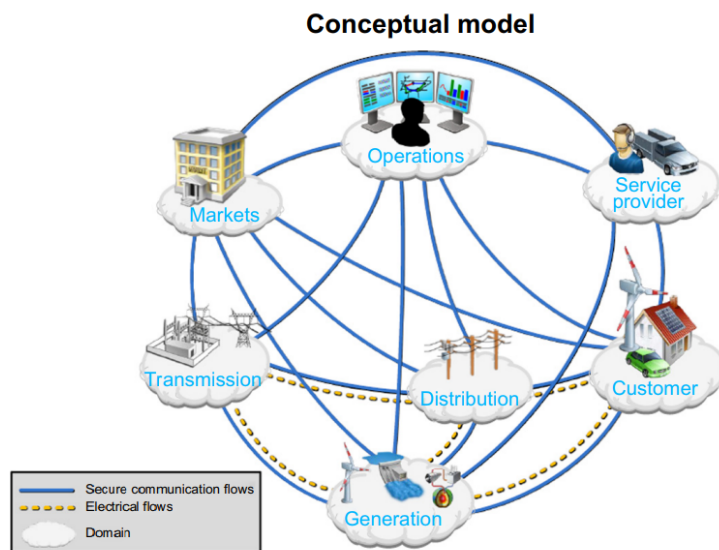 Conceptual model
Operations
Markets
Service
provider
Transmission
Distribution
Customer
Generation
Secure communication flows
Electrical flows
Domain